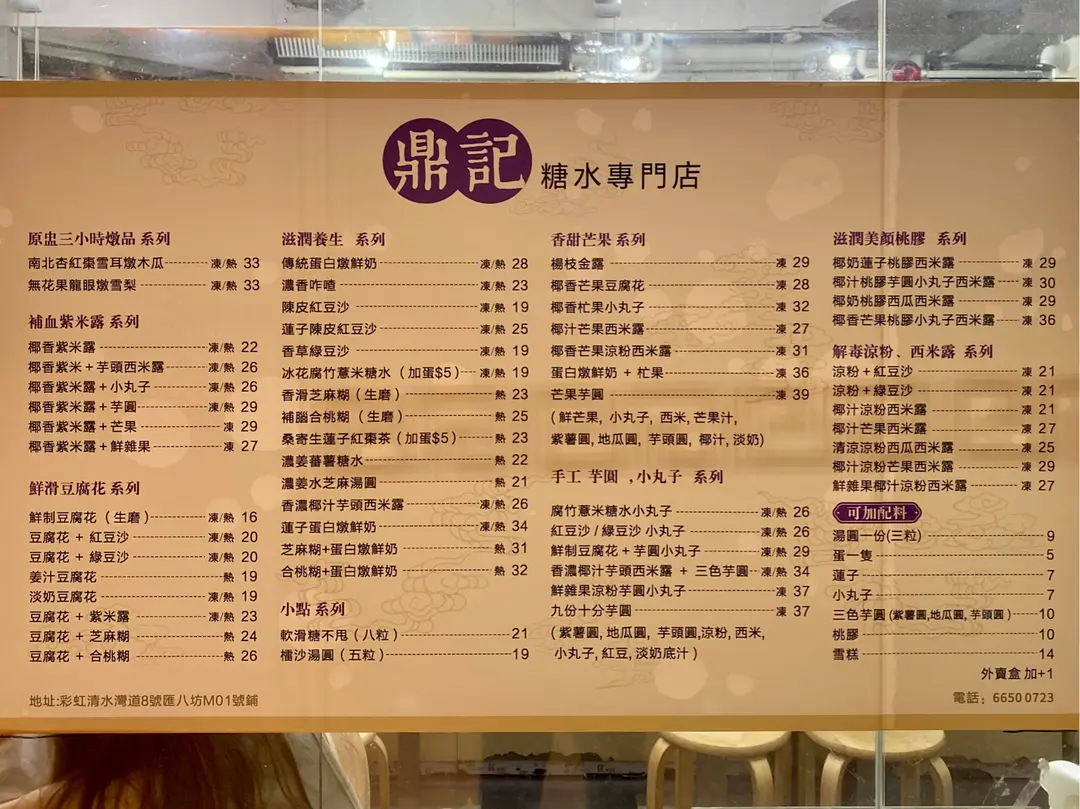 鼎記 糖水專門店
原盅三小時燉品 系列
南北杏紅棗雪耳燉木瓜 凍/熱 33
無花果龍眼燉雪梨 凍/熱 33
補血紫米露 系列
椰香紫米露 凍/熱 22
椰香紫米+芋頭西米露 凍/熱 26
椰香紫米露+小丸子 凍/熱 26
椰香紫米露+芋圓 凍/熱 29
椰香紫米露+芒果 凍 29
椰香紫米露+鮮雜果 凍 27
鮮滑豆腐花 系列
鮮制豆腐花（生磨） 凍/熱 16
豆腐花 + 紅豆沙 凍/熱 20
豆腐花 + 綠豆沙 凍/熱 20
姜汁豆腐花 熱 19
淡奶豆腐花 凍/熱 19
豆腐花 + 紫米露 凍/熱 23
豆腐花 + 芝麻糊 熱 24
豆腐花 + 合桃糊 熱 26
地址:彩虹清水灣道8號匯八坊M01號鋪
滋潤養生 系列
傳統蛋白燉鮮奶 凍/熱 28
濃香咋喳 凍/熱 23
陳皮紅豆沙 凍/熱 19
蓮子陳皮紅豆沙 凍/熱 25
香草綠豆沙 凍/熱 19
冰花腐竹薏米糖水（加蛋$5） 凍/熱 19
香滑芝麻糊（生磨） 熱 23
補腦合桃糊（生磨） 熱 25
桑寄生蓮子紅棗茶（加蛋$5） 熱 23
濃姜蕃薯糖水 熱 22
濃姜水芝麻湯圓 熱 21
香濃椰汁芋頭西米露 凍/熱 26
蓮子蛋白燉鮮奶 凍/熱 34
芝麻糊+蛋白燉鮮奶 熱 31
合桃糊+蛋白燉鮮奶 熱 32
小點 系列
軟滑糖不甩（八粒） 21
擂沙湯圓（五粒） 19
香甜芒果 系列
楊枝金露 凍 29
椰香芒果豆腐花 凍 28
椰香杧果小丸子 凍 32
椰汁芒果西米露 凍 27
椰香芒果涼粉西米露 凍 31
蛋白燉鮮奶 + 杧果 凍 36
芒果芋圓 凍 39
(鮮芒果, 小丸子, 西米, 芒果汁,
紫薯圓, 地瓜圓, 芋頭圓, 椰汁, 淡奶)
手工 芋圓 ,小丸子 系列
腐竹薏米糖水小丸子 凍/熱 26
紅豆沙 / 綠豆沙 小丸子 凍/熱 26
鮮制豆腐花 + 芋圓小丸子 凍/熱 29
香濃椰汁芋頭西米露 + 三色芋圓 凍/熱 34
鮮雜果涼粉芋圓小丸子 凍 37
九份十分芋圓 凍 37
(紫薯圓, 地瓜圓, 芋頭圓,涼粉, 西米,
小丸子, 紅豆, 淡奶底汁)
滋潤美顏桃膠 系列
椰奶蓮子桃膠西米露 凍 29
椰汁桃膠芋圓小丸子西米露 凍 30
椰奶桃膠西瓜西米露 凍 29
椰香芒果桃膠小丸子西米露 凍 36
解毒涼粉、西米露 系列
涼粉+紅豆沙 凍 21
涼粉+綠豆沙 凍 21
椰汁涼粉西米露 凍 21
椰汁芒果西米露 凍 27
清涼涼粉西瓜西米露 凍 25
椰汁涼粉芒果西米露 凍 29
鮮雜果椰汁涼粉西米露 凍 27
可加配料
湯圓一份(三粒) 9
蛋一隻 5
蓮子 7
小丸子 7
三色芋圓 (紫薯圓,地瓜圓, 芋頭圓) 10
桃膠 10
雪糕 14
外賣盒 加+1
電話：6650 0723